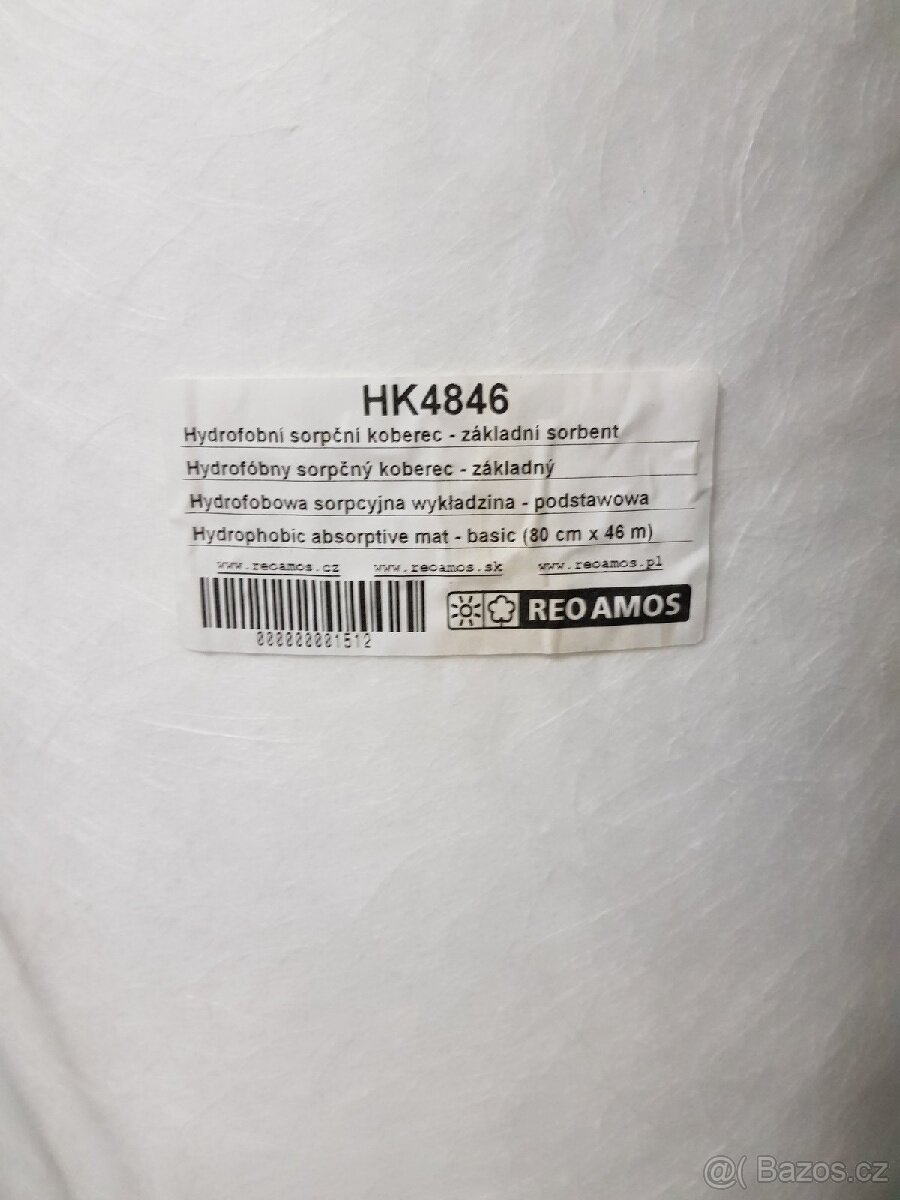 HK4846
Hydrofobní sorpční koberec - základní sorbent
Hydrofóbny sorpčný koberec - základný
Hydrofobowa sorpcyjna wykładzina - podstawowa
Hydrophobic absorptive mat - basic (80 cm x 46 m)
www.reoamos.cz www.reoamos.sk www.reoamos.pl
REO AMOS
000000001512
@( Bazos.cz